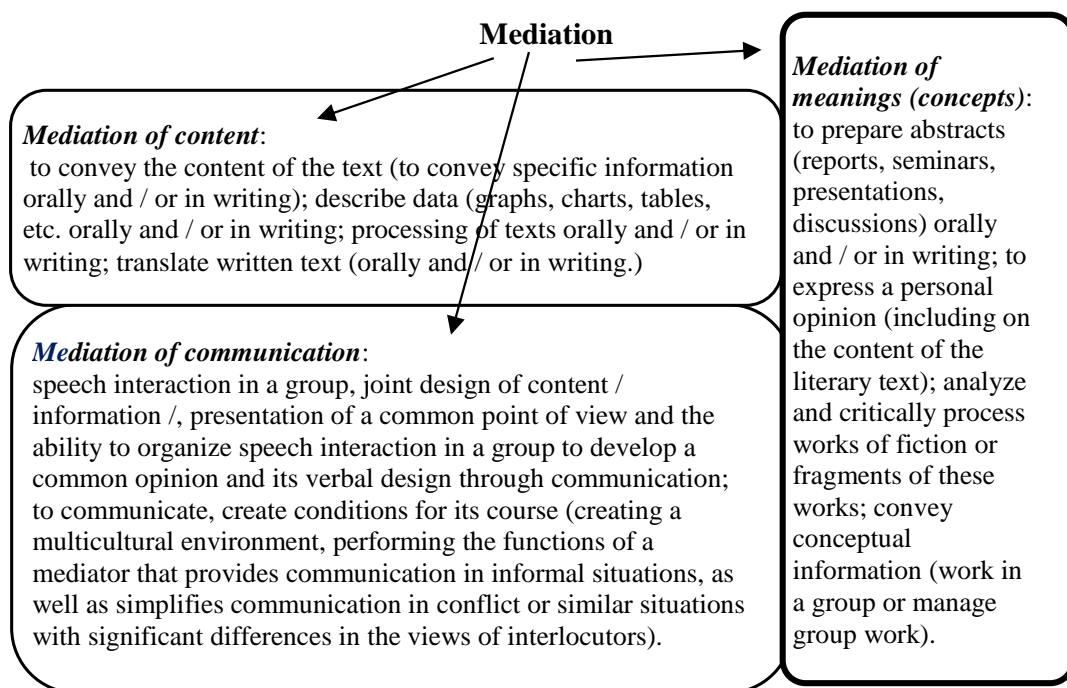 Mediation
Mediation of content:
to convey the content of the text (to convey specific information
orally and / or in writing); describe data (graphs, charts, tables,
etc. orally and / or in writing; processing of texts orally and / or in
writing; translate written text (orally and / or in writing.)
Mediation of communication:
speech interaction in a group, joint design of content /
information /, presentation of a common point of view and the
ability to organize speech interaction in a group to develop a
common opinion and its verbal design through communication;
to communicate, create conditions for its course (creating a
multicultural environment, performing the functions of a
mediator that provides communication in informal situations, as
well as simplifies communication in conflict or similar situations
with significant differences in the views of interlocutors).
Mediation of
meanings (concepts):
to prepare abstracts
(reports, seminars,
presentations,
discussions) orally
and / or in writing; to
express a personal
opinion (including on
the content of the
literary text); analyze
and critically process
works of fiction or
fragments of these
works; convey
conceptual
information (work in
a group or manage
group work).